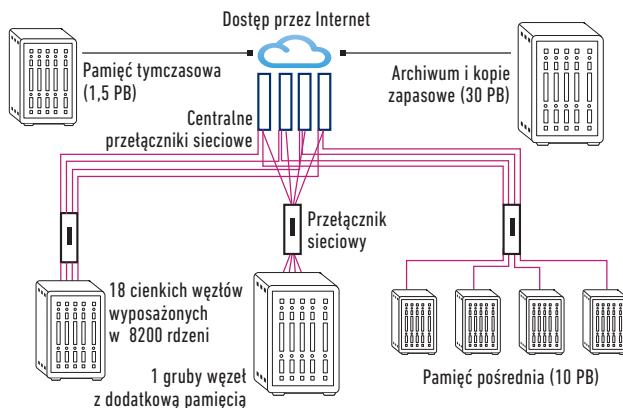 Dostęp przez Internet
Pamięć tymczasowa
(1,5 PB)
Archiwum i kopie
zapasowe (30 PB)
Centralne
przełączniki sieciowe
Przełącznik
sieciowy
18 cienkich węzłów
wyposażonych
w 8200 rdzeni
1 gruby węzeł
z dodatkową pamięcią
Pamięć pośrednia (10 PB)